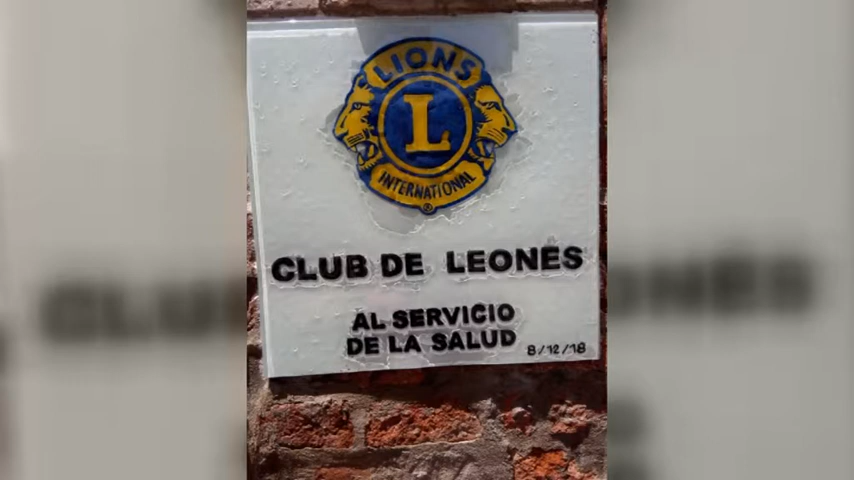 LIONS
L
INTERNATIONAL
®
CLUB DE LEONES
AL SERVICIO
DE LA SALUD
8/12/18